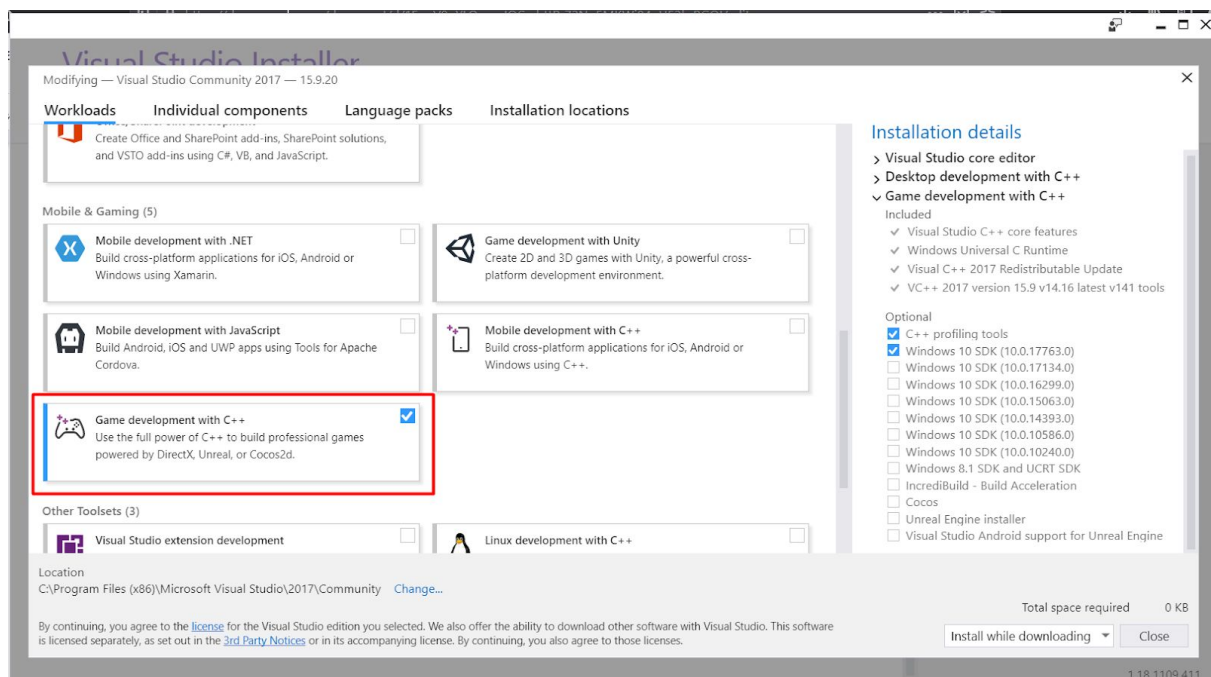 Visual Studio Installer
Modifying — Visual Studio Community 2017 — 15.9.20
Workloads
Individual components
Language packs
Installation locations
Create Office and SharePoint add-ins, SharePoint solutions,
and VSTO add-ins using C#, VB, and JavaScript.
Mobile & Gaming (5)
Mobile development with .NET
Build cross-platform applications for iOS, Android or
Windows using Xamarin.
Game development with Unity
Create 2D and 3D games with Unity, a powerful cross-
platform development environment.
Mobile development with JavaScript
Build Android, iOS and UWP apps using Tools for Apache
Cordova.
Mobile development with C++
Build cross-platform applications for iOS, Android or
Windows using C++.
Game development with C++
Use the full power of C++ to build professional games
powered by DirectX, Unreal, or Cocos2d.
Other Toolsets (3)
Visual Studio extension development
Linux development with C++
Installation details
Visual Studio core editor
Desktop development with C++
Game development with C++
Included
Visual Studio C++ core features
Windows Universal C Runtime
Visual C++ 2017 Redistributable Update
VC++ 2017 version 15.9 v14.16 latest v141 tools
Optional
C++ profiling tools
Windows 10 SDK (10.0.17763.0)
Windows 10 SDK (10.0.17134.0)
Windows 10 SDK (10.0.16299.0)
Windows 10 SDK (10.0.15063.0)
Windows 10 SDK (10.0.14393.0)
Windows 10 SDK (10.0.10586.0)
Windows 10 SDK (10.0.10240.0)
Windows 8.1 SDK and UCRT SDK
IncrediBuild - Build Acceleration
Cocos
Unreal Engine installer
Visual Studio Android support for Unreal Engine
Location
C:\Program Files (x86)\Microsoft Visual Studio\2017\Community Change...
By continuing, you agree to the license for the Visual Studio edition you selected. We also offer the ability to download other software with Visual Studio. This software
is licensed separately, as set out in the 3rd Party Notices or in its accompanying license. By continuing, you also agree to those licenses.
Total space required 0 KB
Install while downloading
Close
1.18.1109.411